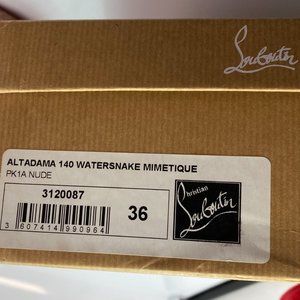 Louboutin
ALTADAMA 140 WATERSNAKE MIMETIQUE
PK1A NUDE
3120087
36
3 607414 990964
Christian
Louboutin